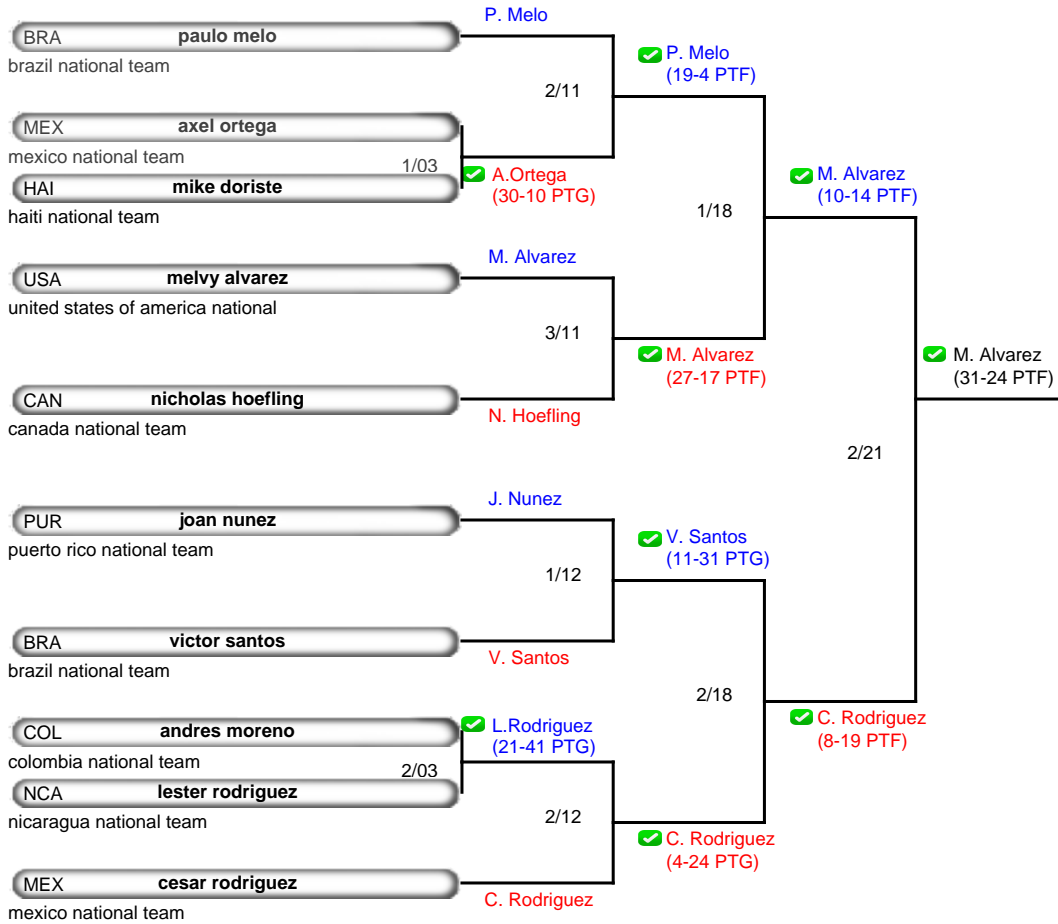 P. Melo
BRA paulo melo
brazil national team
P. Melo
(19-4 PTF)
2/11
MEX axel ortega
mexico national team
1/03
A.Ortega
(30-10 PTG)
HAI mike doriste
haiti national team
M. Alvarez
(10-14 PTF)
1/18
M. Alvarez
USA melvy alvarez
united states of america national
3/11
M. Alvarez
(27-17 PTF)
M. Alvarez
(31-24 PTF)
CAN nicholas hoefling
canada national team
N. Hoefling
2/21
J. Nunez
PUR joan nunez
puerto rico national team
V. Santos
(11-31 PTG)
1/12
BRA victor santos
brazil national team
V. Santos
2/18
COL andres moreno
colombia national team
L.Rodriguez
(21-41 PTG)
C. Rodriguez
(8-19 PTF)
2/03
NCA lester rodriguez
nicaragua national team
2/12
C. Rodriguez
(4-24 PTG)
MEX cesar rodriguez
mexico national team
C. Rodriguez